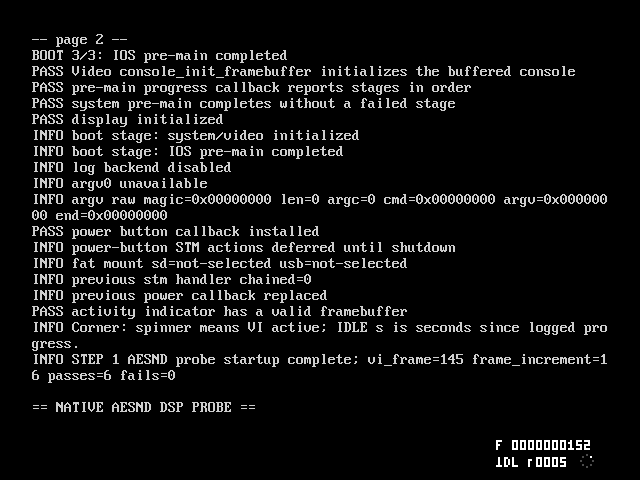 -- page 2 --
BOOT 3/3: IOS pre-main completed
PASS Video console_init_framebuffer initializes the buffered console
PASS pre-main progress callback reports stages in order
PASS system pre-main completes without a failed stage
PASS display initialized
INFO boot stage: system/video initialized
INFO boot stage: IOS pre-main completed
INFO log backend disabled
INFO argv0 unavailable
INFO argv raw magic=0x00000000 len=0 argc=0 cmd=0x00000000 argv=0x000000
00 end=0x00000000
PASS power button callback installed
INFO power-button STM actions deferred until shutdown
INFO fat mount sd=not-selected usb=not-selected
INFO previous stm handler chained=0
INFO previous power callback replaced
PASS activity indicator has a valid framebuffer
INFO Corner: spinner means VI active; IDLE s is seconds since logged pro
gress.
INFO STEP 1 AESND probe startup complete; vi_frame=145 frame_increment=1
6 passes=6 fails=0
== NATIVE AESND DSP PROBE ==
F 0000000152
IDL r0005